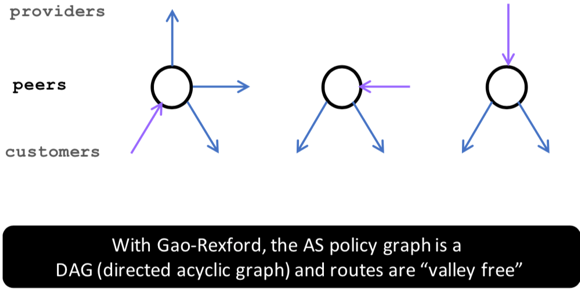 providers
peers
customers
With Gao-Rexford, the AS policy graph is a
DAG (directed acyclic graph) and routes are “valley free”